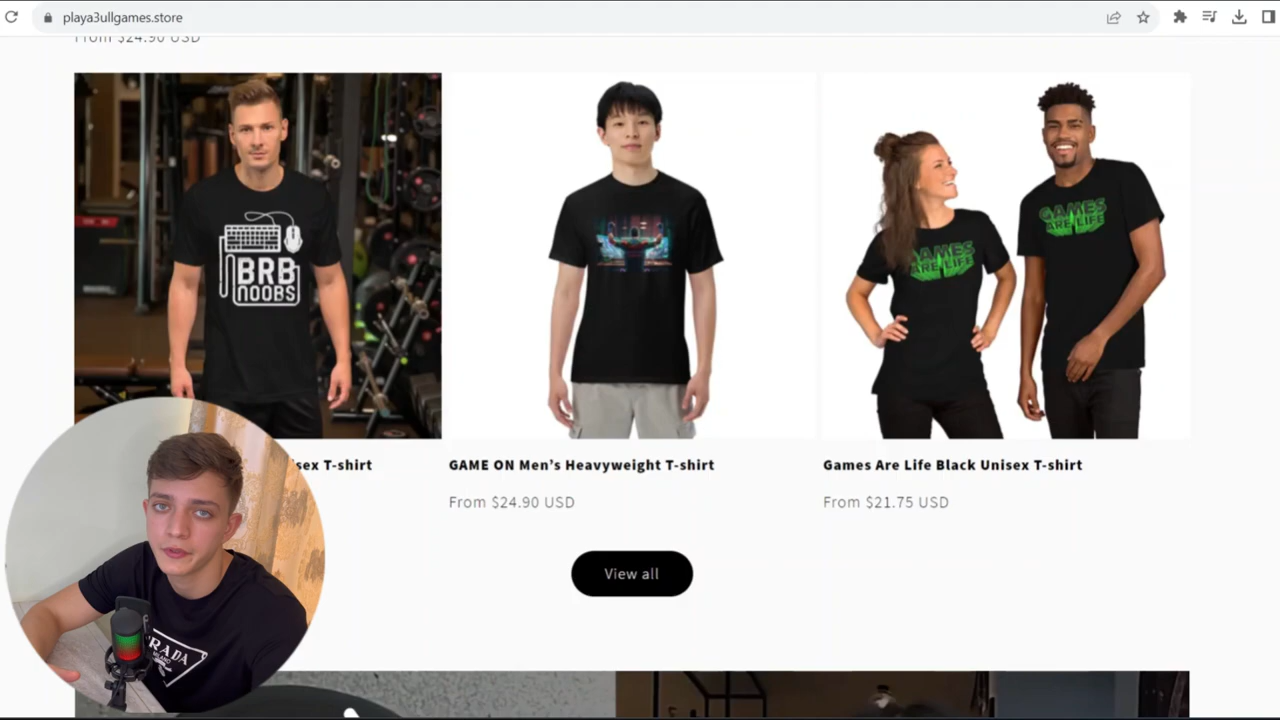 playa3ullgames.store
From $24.90 USD
BRB
NOOBS
GAMES
ARE LIFE
GAMES
ARE LIFE
sex T-shirt
GAME ON Men's Heavyweight T-shirt
Games Are Life Black Unisex T-shirt
From $24.90 USD
From $21.75 USD
View all
PRADA
MILANO